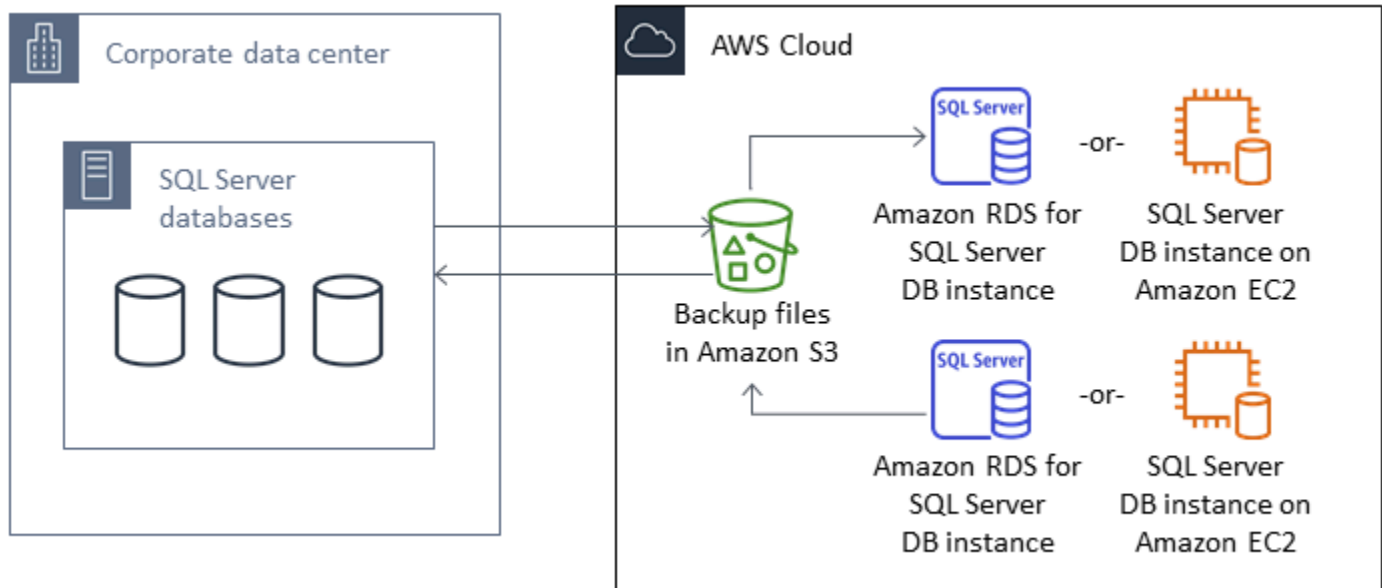 Corporate data center
SQL Server
databases
AWS Cloud
SQL Server
-or-
Amazon RDS for
SQL Server
DB instance
SQL Server
DB instance on
Amazon EC2
Backup files
in Amazon S3
SQL Server
-or-
Amazon RDS for
SQL Server
DB instance
SQL Server
DB instance on
Amazon EC2